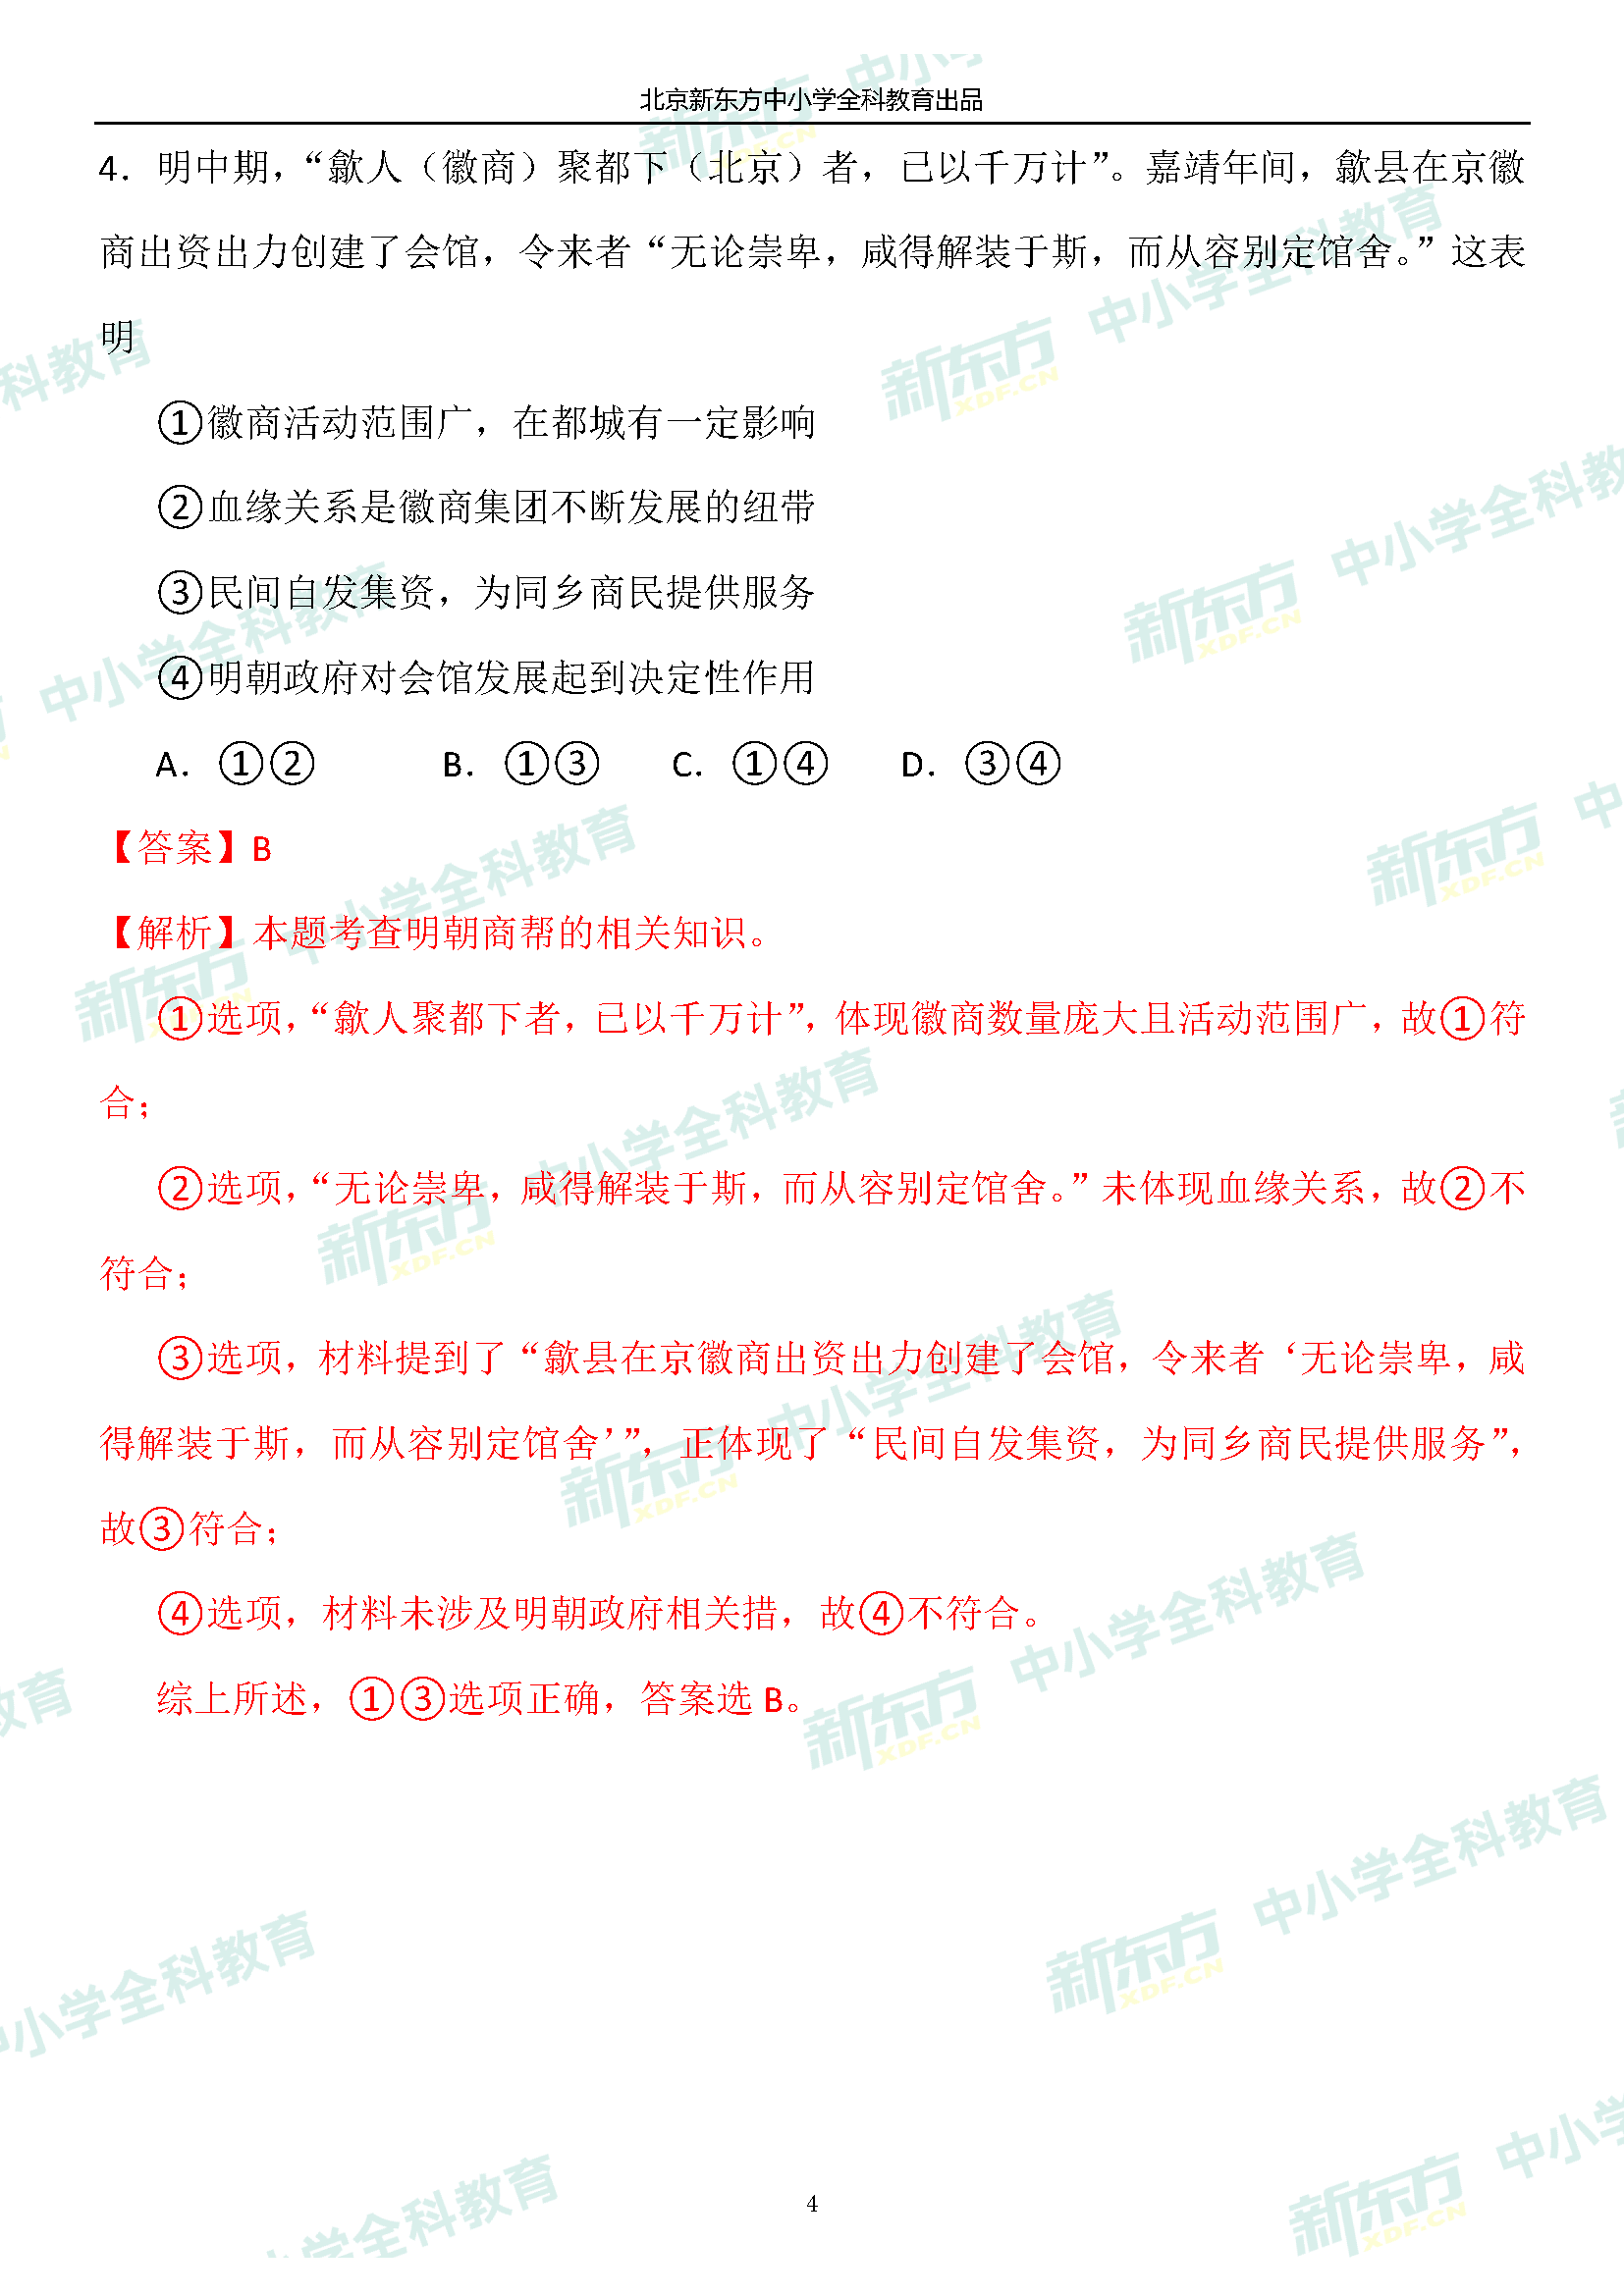 北京新东方中小学全科教育出品
4．明中期，“歙人（徽商）聚都下（北京）者，已以千万计”。嘉靖年间，歙县在京徽
商出资出力创建了会馆，令来者“无论崇卑，咸得解装于斯，而从容别定馆舍。”这表
明
①徽商活动范围广，在都城有一定影响
②血缘关系是徽商集团不断发展的纽带
③民间自发集资，为同乡商民提供服务
④明朝政府对会馆发展起到决定性作用
A．①② B．①③ C．①④ D．③④
【答案】B
【解析】本题考查明朝商帮的相关知识。
①选项，“歙人聚都下者，已以千万计”，体现徽商数量庞大且活动范围广，故①符
合；
②选项，“无论崇卑，咸得解装于斯，而从容别定馆舍。”未体现血缘关系，故②不
符合；
③选项，材料提到了“歙县在京徽商出资出力创建了会馆，令来者‘无论崇卑，咸
得解装于斯，而从容别定馆舍’”，正体现了“民间自发集资，为同乡商民提供服务”，
故③符合；
④选项，材料未涉及明朝政府相关措，故④不符合。
综上所述，①③选项正确，答案选 B。
4
新东方 XDF.CN 中小学全科教育